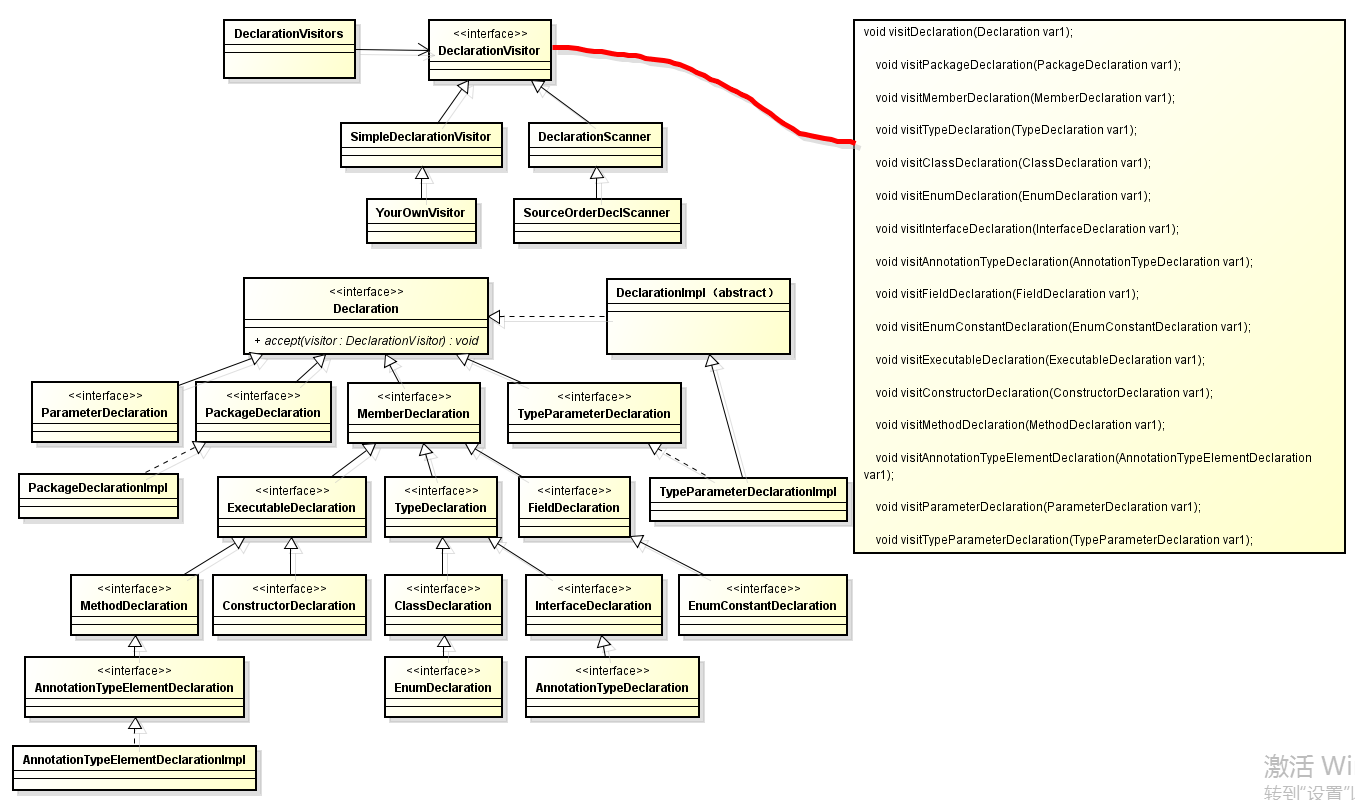 DeclarationVisitors
<<interface>>
DeclarationVisitor
SimpleDeclarationVisitor
DeclarationScanner
YourOwnVisitor
SourceOrderDeclScanner
void visitDeclaration(Declaration var1);
void visitPackageDeclaration(PackageDeclaration var1);
void visitMemberDeclaration(MemberDeclaration var1);
void visitTypeDeclaration(TypeDeclaration var1);
void visitClassDeclaration(ClassDeclaration var1);
void visitEnumDeclaration(EnumDeclaration var1);
void visitInterfaceDeclaration(InterfaceDeclaration var1);
void visitAnnotationTypeDeclaration(AnnotationTypeDeclaration var1);
void visitFieldDeclaration(FieldDeclaration var1);
void visitEnumConstantDeclaration(EnumConstantDeclaration var1);
void visitExecutableDeclaration(ExecutableDeclaration var1);
void visitConstructorDeclaration(ConstructorDeclaration var1);
void visitMethodDeclaration(MethodDeclaration var1);
void visitAnnotationTypeElementDeclaration(AnnotationTypeElementDeclaration
var1);
void visitParameterDeclaration(ParameterDeclaration var1);
void visitTypeParameterDeclaration(TypeParameterDeclaration var1);
<<interface>>
Declaration
+ accept(visitor : DeclarationVisitor) : void
DeclarationImpl（abstract）
<<interface>>
ParameterDeclaration
<<interface>>
PackageDeclaration
<<interface>>
MemberDeclaration
<<interface>>
TypeParameterDeclaration
PackageDeclarationImpl
<<interface>>
ExecutableDeclaration
<<interface>>
TypeDeclaration
<<interface>>
FieldDeclaration
TypeParameterDeclarationImpl
<<interface>>
MethodDeclaration
<<interface>>
ConstructorDeclaration
<<interface>>
ClassDeclaration
<<interface>>
InterfaceDeclaration
<<interface>>
EnumConstantDeclaration
<<interface>>
AnnotationTypeElementDeclaration
<<interface>>
EnumDeclaration
<<interface>>
AnnotationTypeDeclaration
AnnotationTypeElementDeclarationImpl
激活 Wi
转到“设置”以